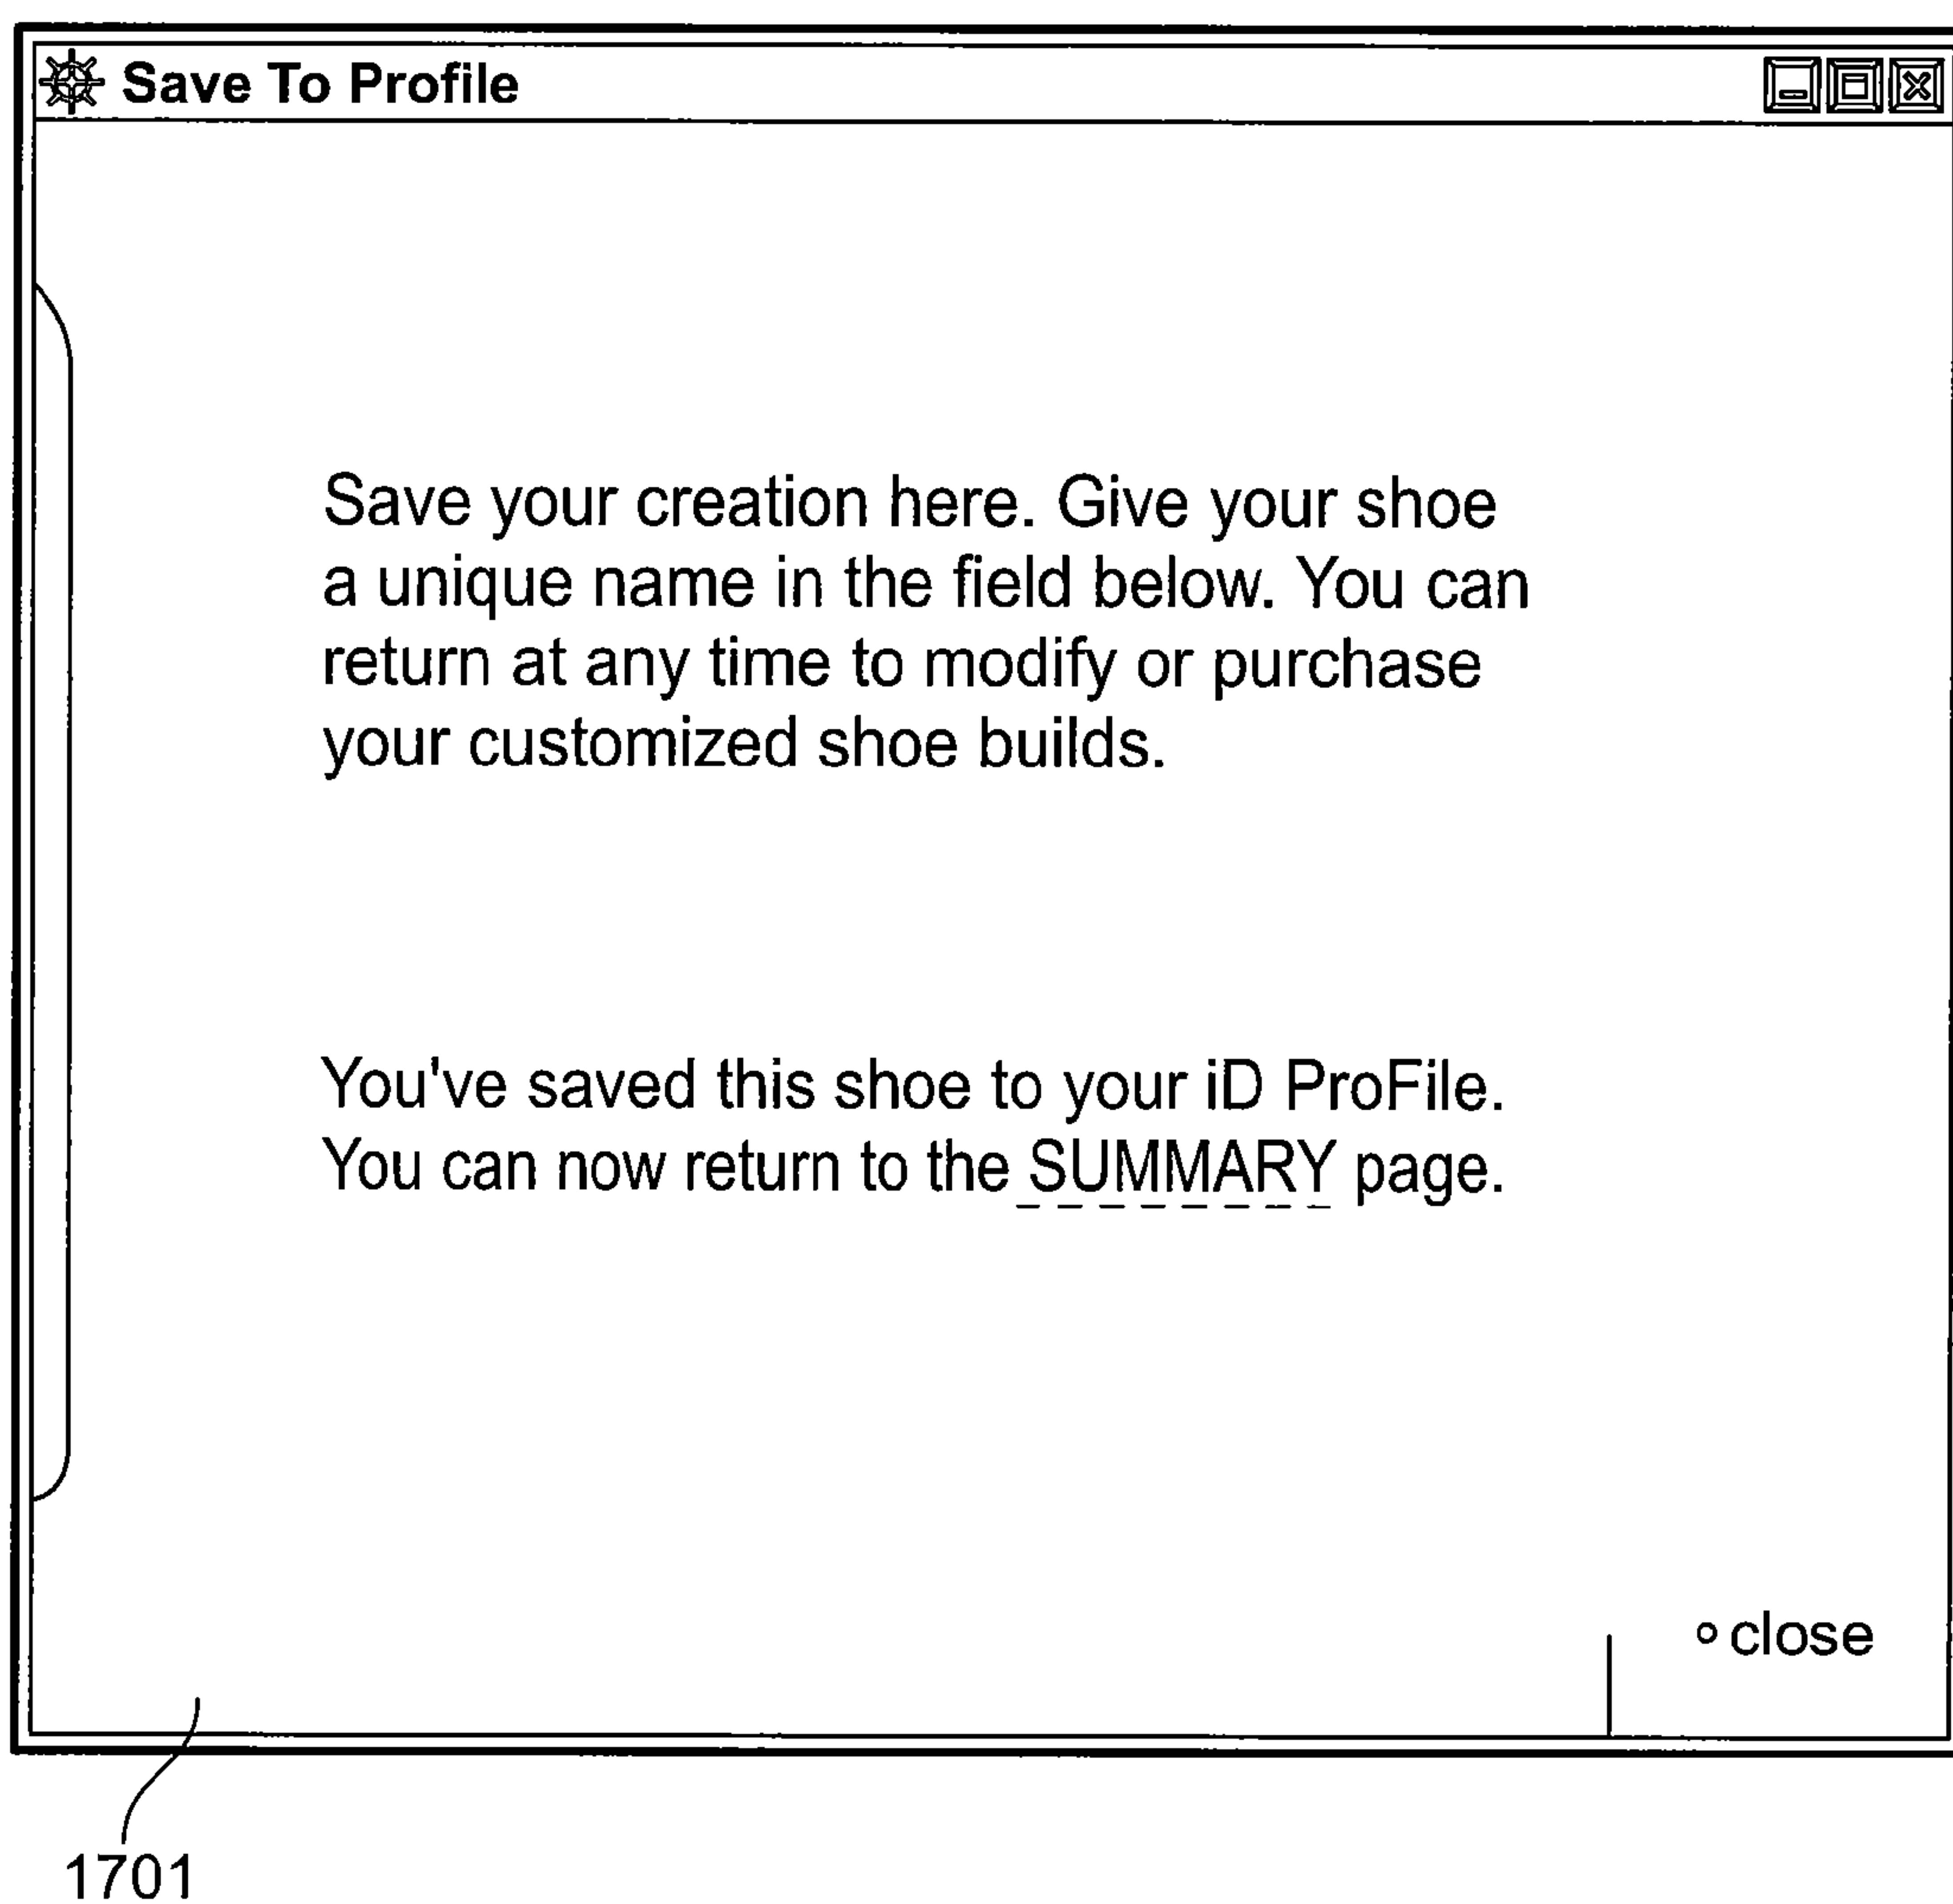 Save To Profile
Save your creation here. Give your shoe
a unique name in the field below. You can
return at any time to modify or purchase
your customized shoe builds.
You've saved this shoe to your iD ProFile.
You can now return to the SUMMARY page.
close
1701